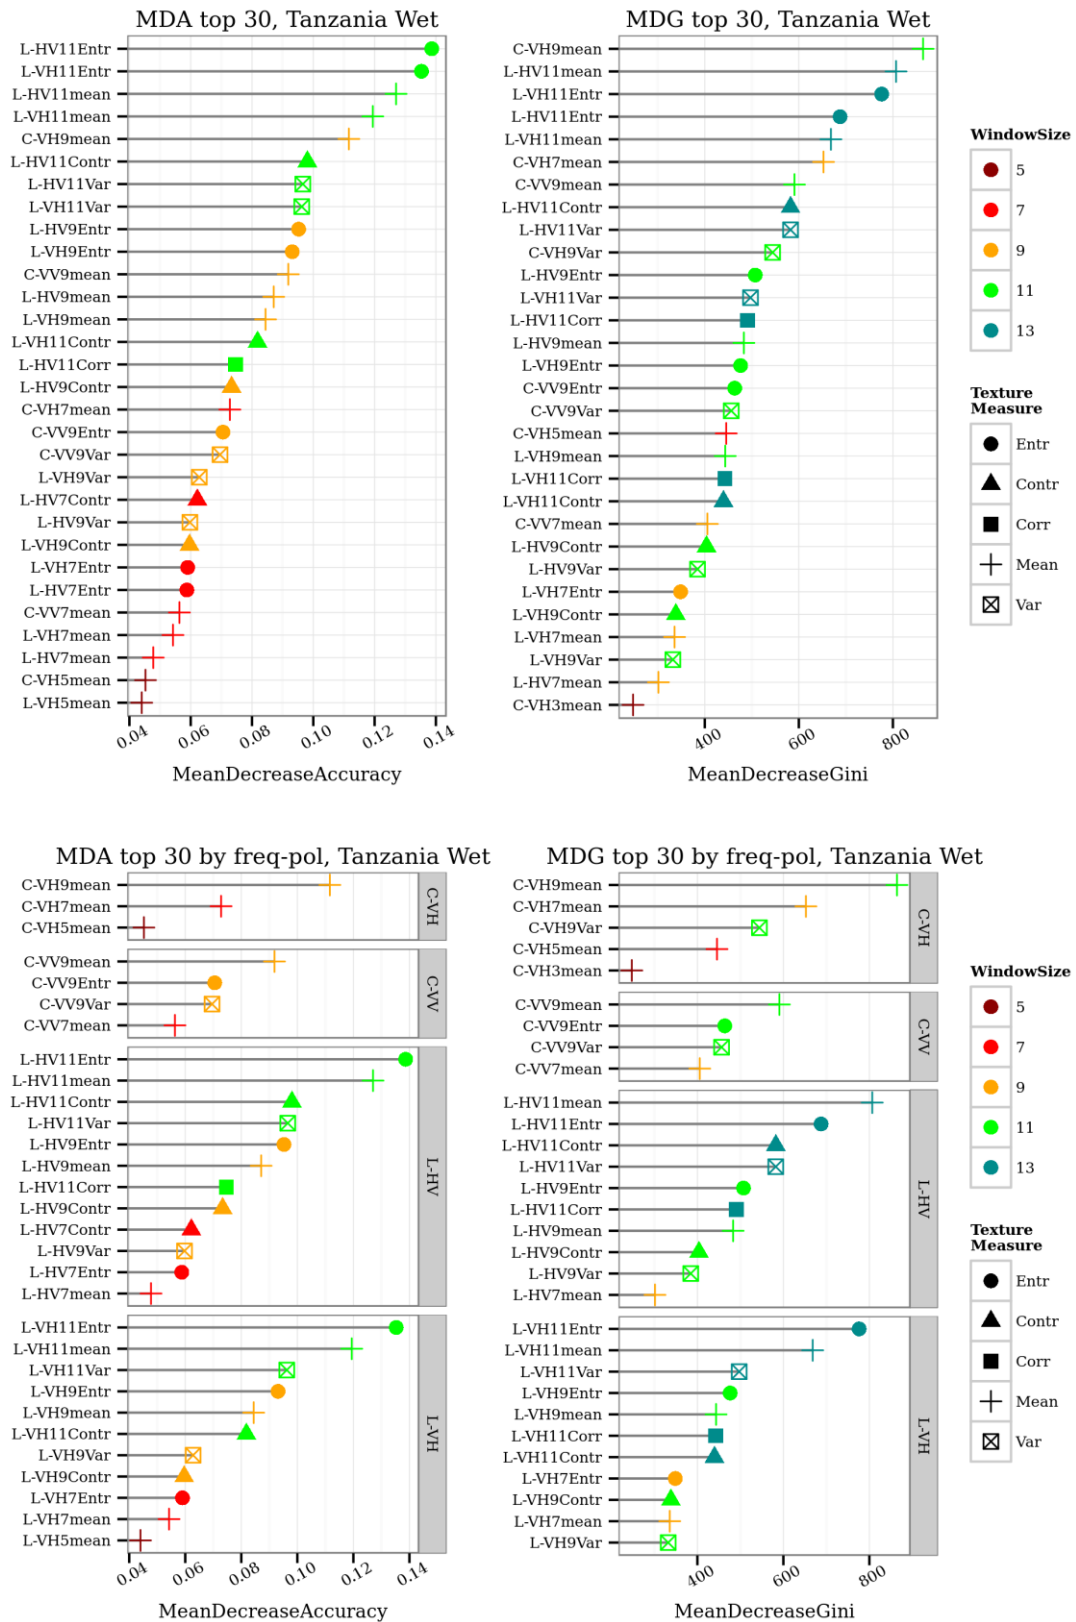 MDA top 30, Tanzania Wet
L-HV11Entr
L-VH11Entr
L-HV11mean
L-VH11mean
C-VH9mean
L-HV11Contr
L-HV11Var
L-VH11Var
L-HV9Entr
L-VH9Entr
C-VV9mean
L-HV9mean
L-VH9mean
L-VH11Contr
L-HV11Corr
L-HV9Contr
C-VH7mean
C-VV9Entr
C-VV9Var
L-VH9Var
L-HV7Contr
L-HV9Var
L-VH9Contr
L-VH7Entr
L-HV7Entr
C-VV7mean
L-VH7mean
L-HV7mean
C-VH5mean
L-VH5mean
0.04 0.06 0.08 0.10 0.12 0.14
MeanDecreaseAccuracy
MDG top 30, Tanzania Wet
C-VH9mean
L-HV11mean
L-VH11Entr
L-HV11Entr
L-VH11mean
C-VH7mean
C-VV9mean
L-HV11Contr
L-HV11Var
C-VH9Var
L-HV9Entr
L-VH11Var
L-HV11Corr
L-HV9mean
L-VH9Entr
C-VV9Entr
C-VV9Var
C-VH5mean
L-VH9mean
L-VH11Corr
L-VH11Contr
C-VV7mean
L-HV9Contr
L-HV9Var
L-VH7Entr
L-VH9Contr
L-VH7mean
L-VH9Var
L-HV7mean
C-VH3mean
400 600 800
MeanDecreaseGini
WindowSize
5
7
9
11
13
Texture
Measure
Entr
Contr
Corr
Mean
Var
MDA top 30 by freq-pol, Tanzania Wet
C-VH9mean
C-VH7mean
C-VH5mean
C-VH
C-VV9mean
C-VV9Entr
C-VV9Var
C-VV7mean
C-VV
L-HV11Entr
L-HV11mean
L-HV11Contr
L-HV11Var
L-HV9Entr
L-HV9mean
L-HV11Corr
L-HV9Contr
L-HV7Contr
L-HV9Var
L-HV7Entr
L-HV7mean
L-HV
L-VH11Entr
L-VH11mean
L-VH11Var
L-VH9Entr
L-VH9mean
L-VH11Contr
L-VH9Var
L-VH9Contr
L-VH7Entr
L-VH7mean
L-VH5mean
L-VH
0.04 0.06 0.08 0.10 0.12 0.14
MeanDecreaseAccuracy
MDG top 30 by freq-pol, Tanzania Wet
C-VH9mean
C-VH7mean
C-VH9Var
C-VH5mean
C-VH3mean
C-VH
C-VV9mean
C-VV9Entr
C-VV9Var
C-VV7mean
C-VV
L-HV11mean
L-HV11Entr
L-HV11Contr
L-HV11Var
L-HV9Entr
L-HV11Corr
L-HV9mean
L-HV9Contr
L-HV9Var
L-HV7mean
L-HV
L-VH11Entr
L-VH11mean
L-VH11Var
L-VH9Entr
L-VH9mean
L-VH11Corr
L-VH11Contr
L-VH7Entr
L-VH9Contr
L-VH7mean
L-VH9Var
L-VH
400 600 800
MeanDecreaseGini
WindowSize
5
7
9
11
13
Texture
Measure
Entr
Contr
Corr
Mean
Var